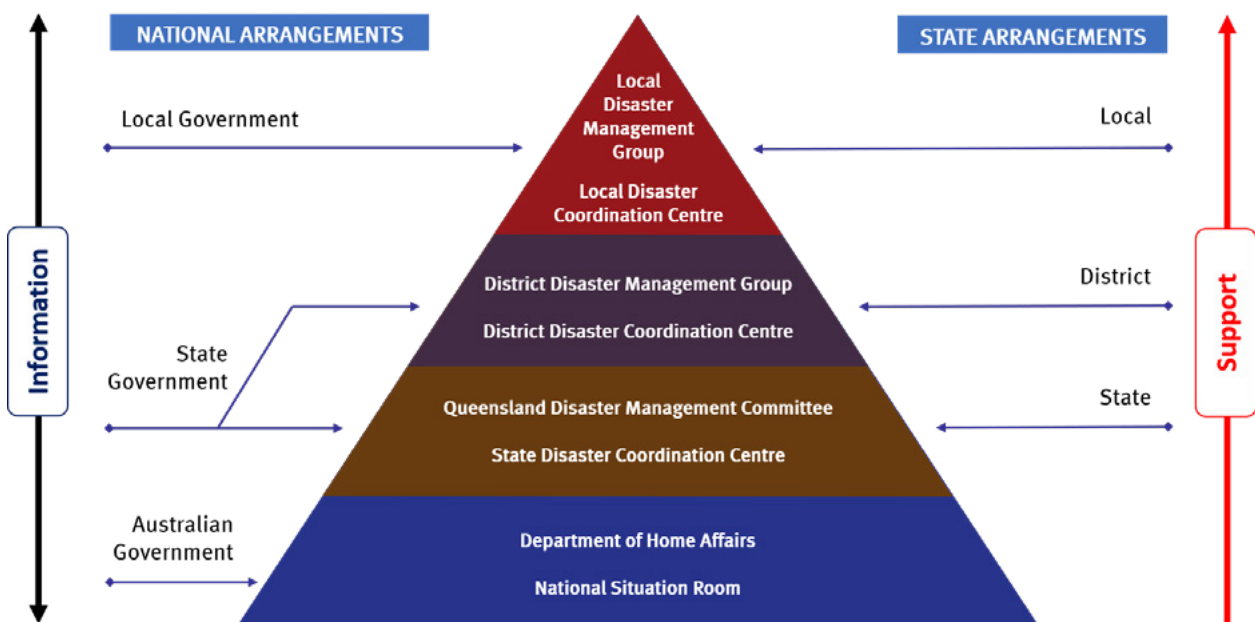 NATIONAL ARRANGEMENTS
STATE ARRANGEMENTS
Local
Disaster
Management
Group
Local Disaster
Coordination Centre
Local Government
Local
District Disaster Management Group
District Disaster Coordination Centre
District
State
Government
Queensland Disaster Management Committee
State Disaster Coordination Centre
State
Australian
Government
Department of Home Affairs
National Situation Room
Information
Support